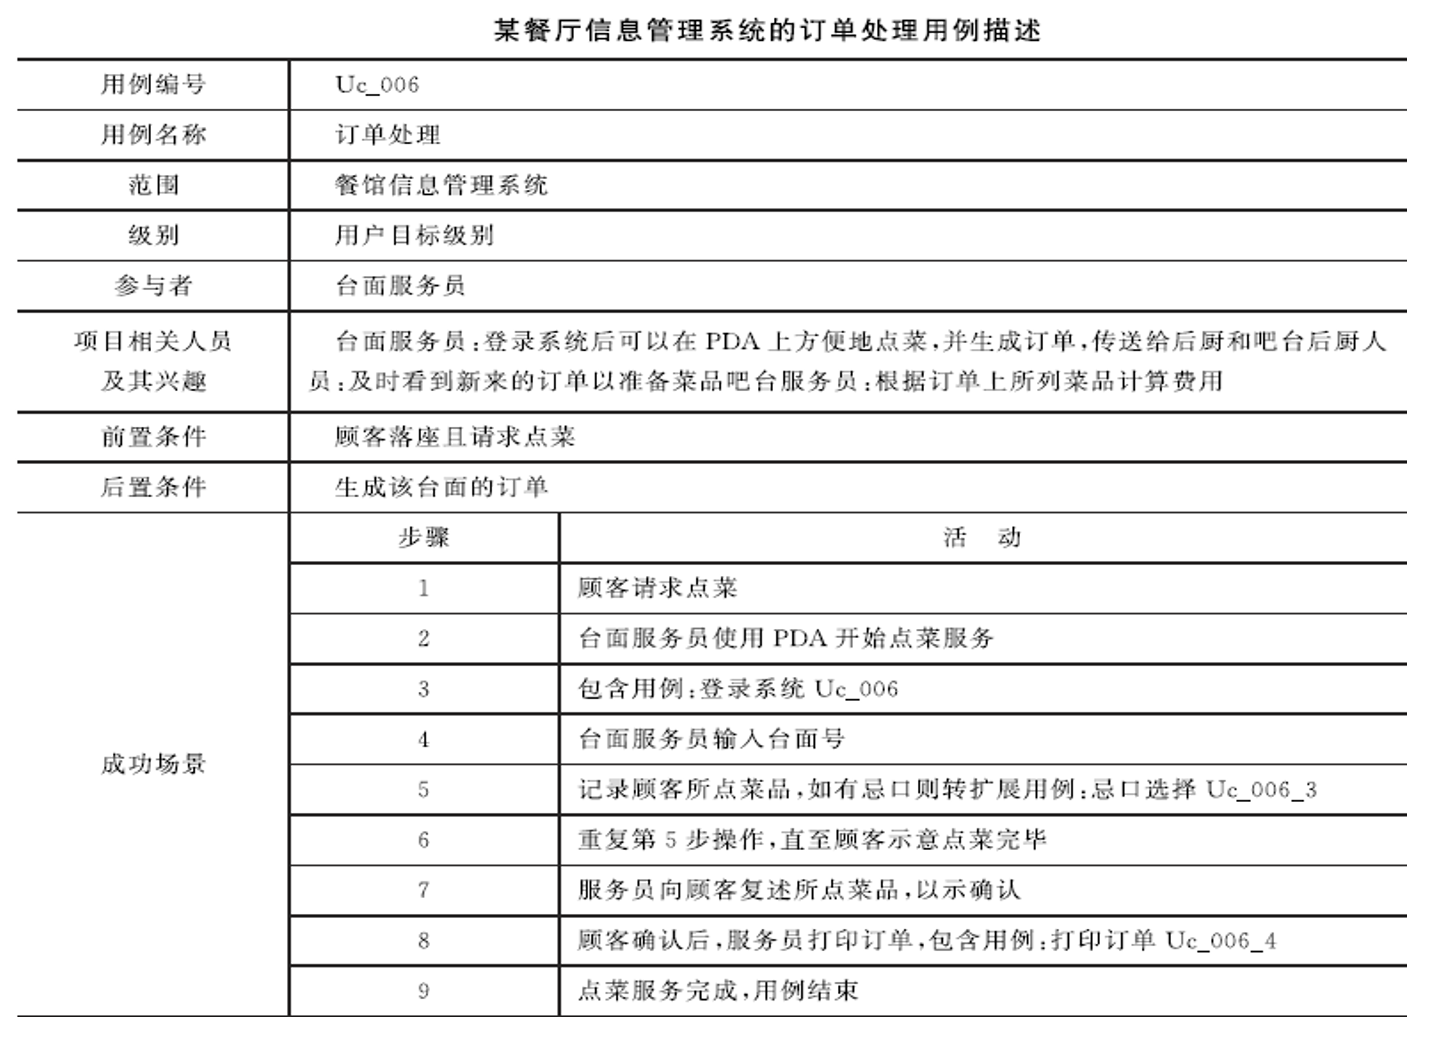 某餐厅信息管理系统的订单处理用例描述
用例编号 Uc_006
用例名称 订单处理
范围 餐馆信息管理系统
级别 用户目标级别
参与者 台面服务员
项目相关人员及其兴趣 台面服务员:登录系统后可以在 PDA 上方便地点菜,并生成订单,传送给后厨和吧台后厨人
员:及时看到新来的订单以准备菜品吧台服务员:根据订单上所列菜品计算费用
前置条件 顾客落座且请求点菜
后置条件 生成该台面的订单
成功场景
步骤 活 动
1 顾客请求点菜
2 台面服务员使用 PDA 开始点菜服务
3 包含用例:登录系统 Uc_006
4 台面服务员输入台面号
5 记录顾客所点菜品,如有忌口则转扩展用例:忌口选择 Uc_006_3
6 重复第 5 步操作,直至顾客示意点菜完毕
7 服务员向顾客复述所点菜品,以示确认
8 顾客确认后,服务员打印订单,包含用例:打印订单 Uc_006_4
9 点菜服务完成,用例结束